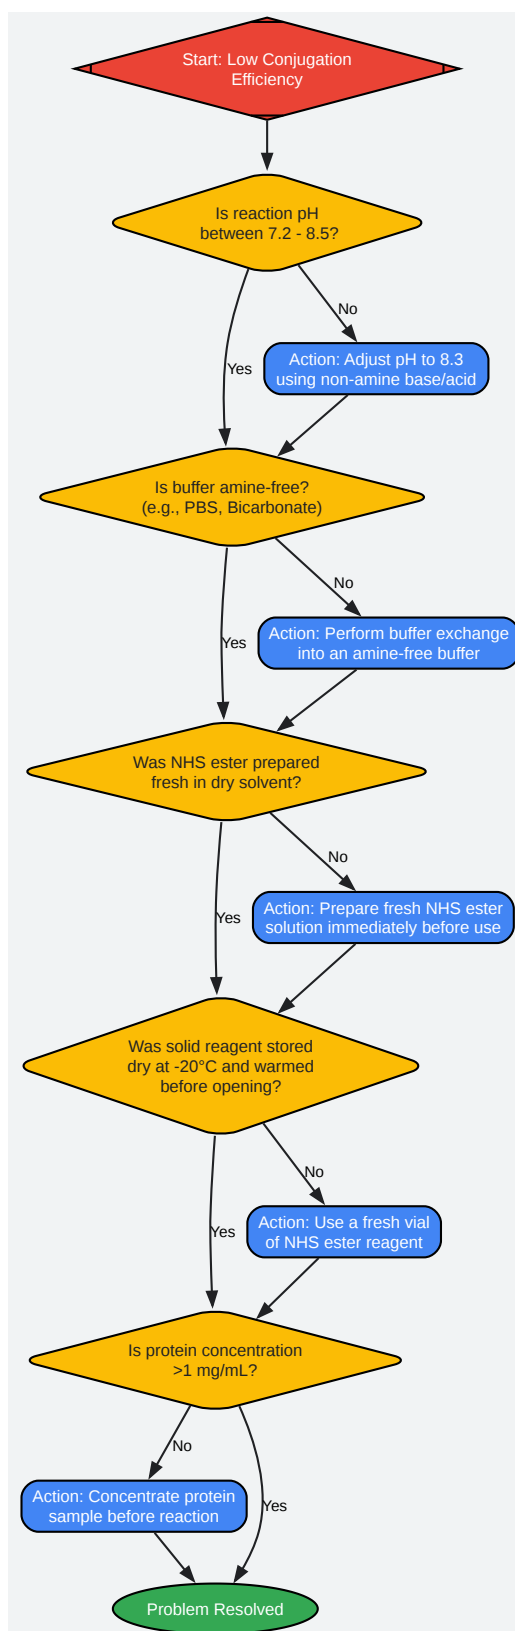 Start: Low Conjugation
Efficiency
Is reaction pH
between 7.2 - 8.5?
No
Yes
Action: Adjust pH to 8.3
using non-amine base/acid
Is buffer amine-free?
(e.g., PBS, Bicarbonate)
No
Yes
Action: Perform buffer exchange
into an amine-free buffer
Was NHS ester prepared
fresh in dry solvent?
No
Yes
Action: Prepare fresh NHS ester
solution immediately before use
Was solid reagent stored
dry at -20°C and warmed
before opening?
No
Yes
Action: Use a fresh vial
of NHS ester reagent
Is protein concentration
>1 mg/mL?
No
Yes
Action: Concentrate protein
sample before reaction
Problem Resolved